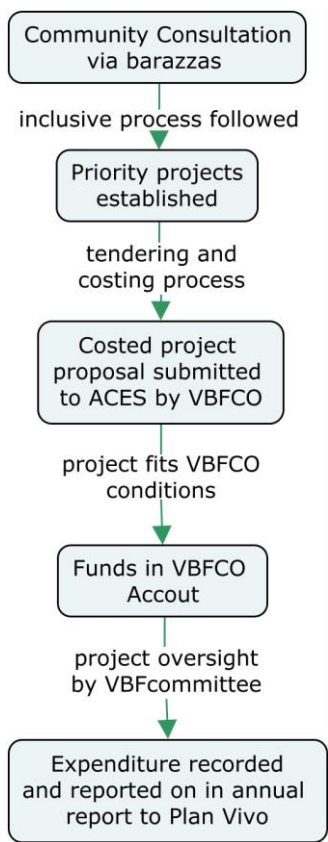 Community Consultation
via barazzas
inclusive process followed
Priority projects
established
tendering and
costing process
Costed project
proposal submitted
to ACES by VBFCO
project fits VBFCO
conditions
Funds in VBFCO
Accout
project oversight
by VBFcommittee
Expenditure recorded
and reported on in annual
report to Plan Vivo